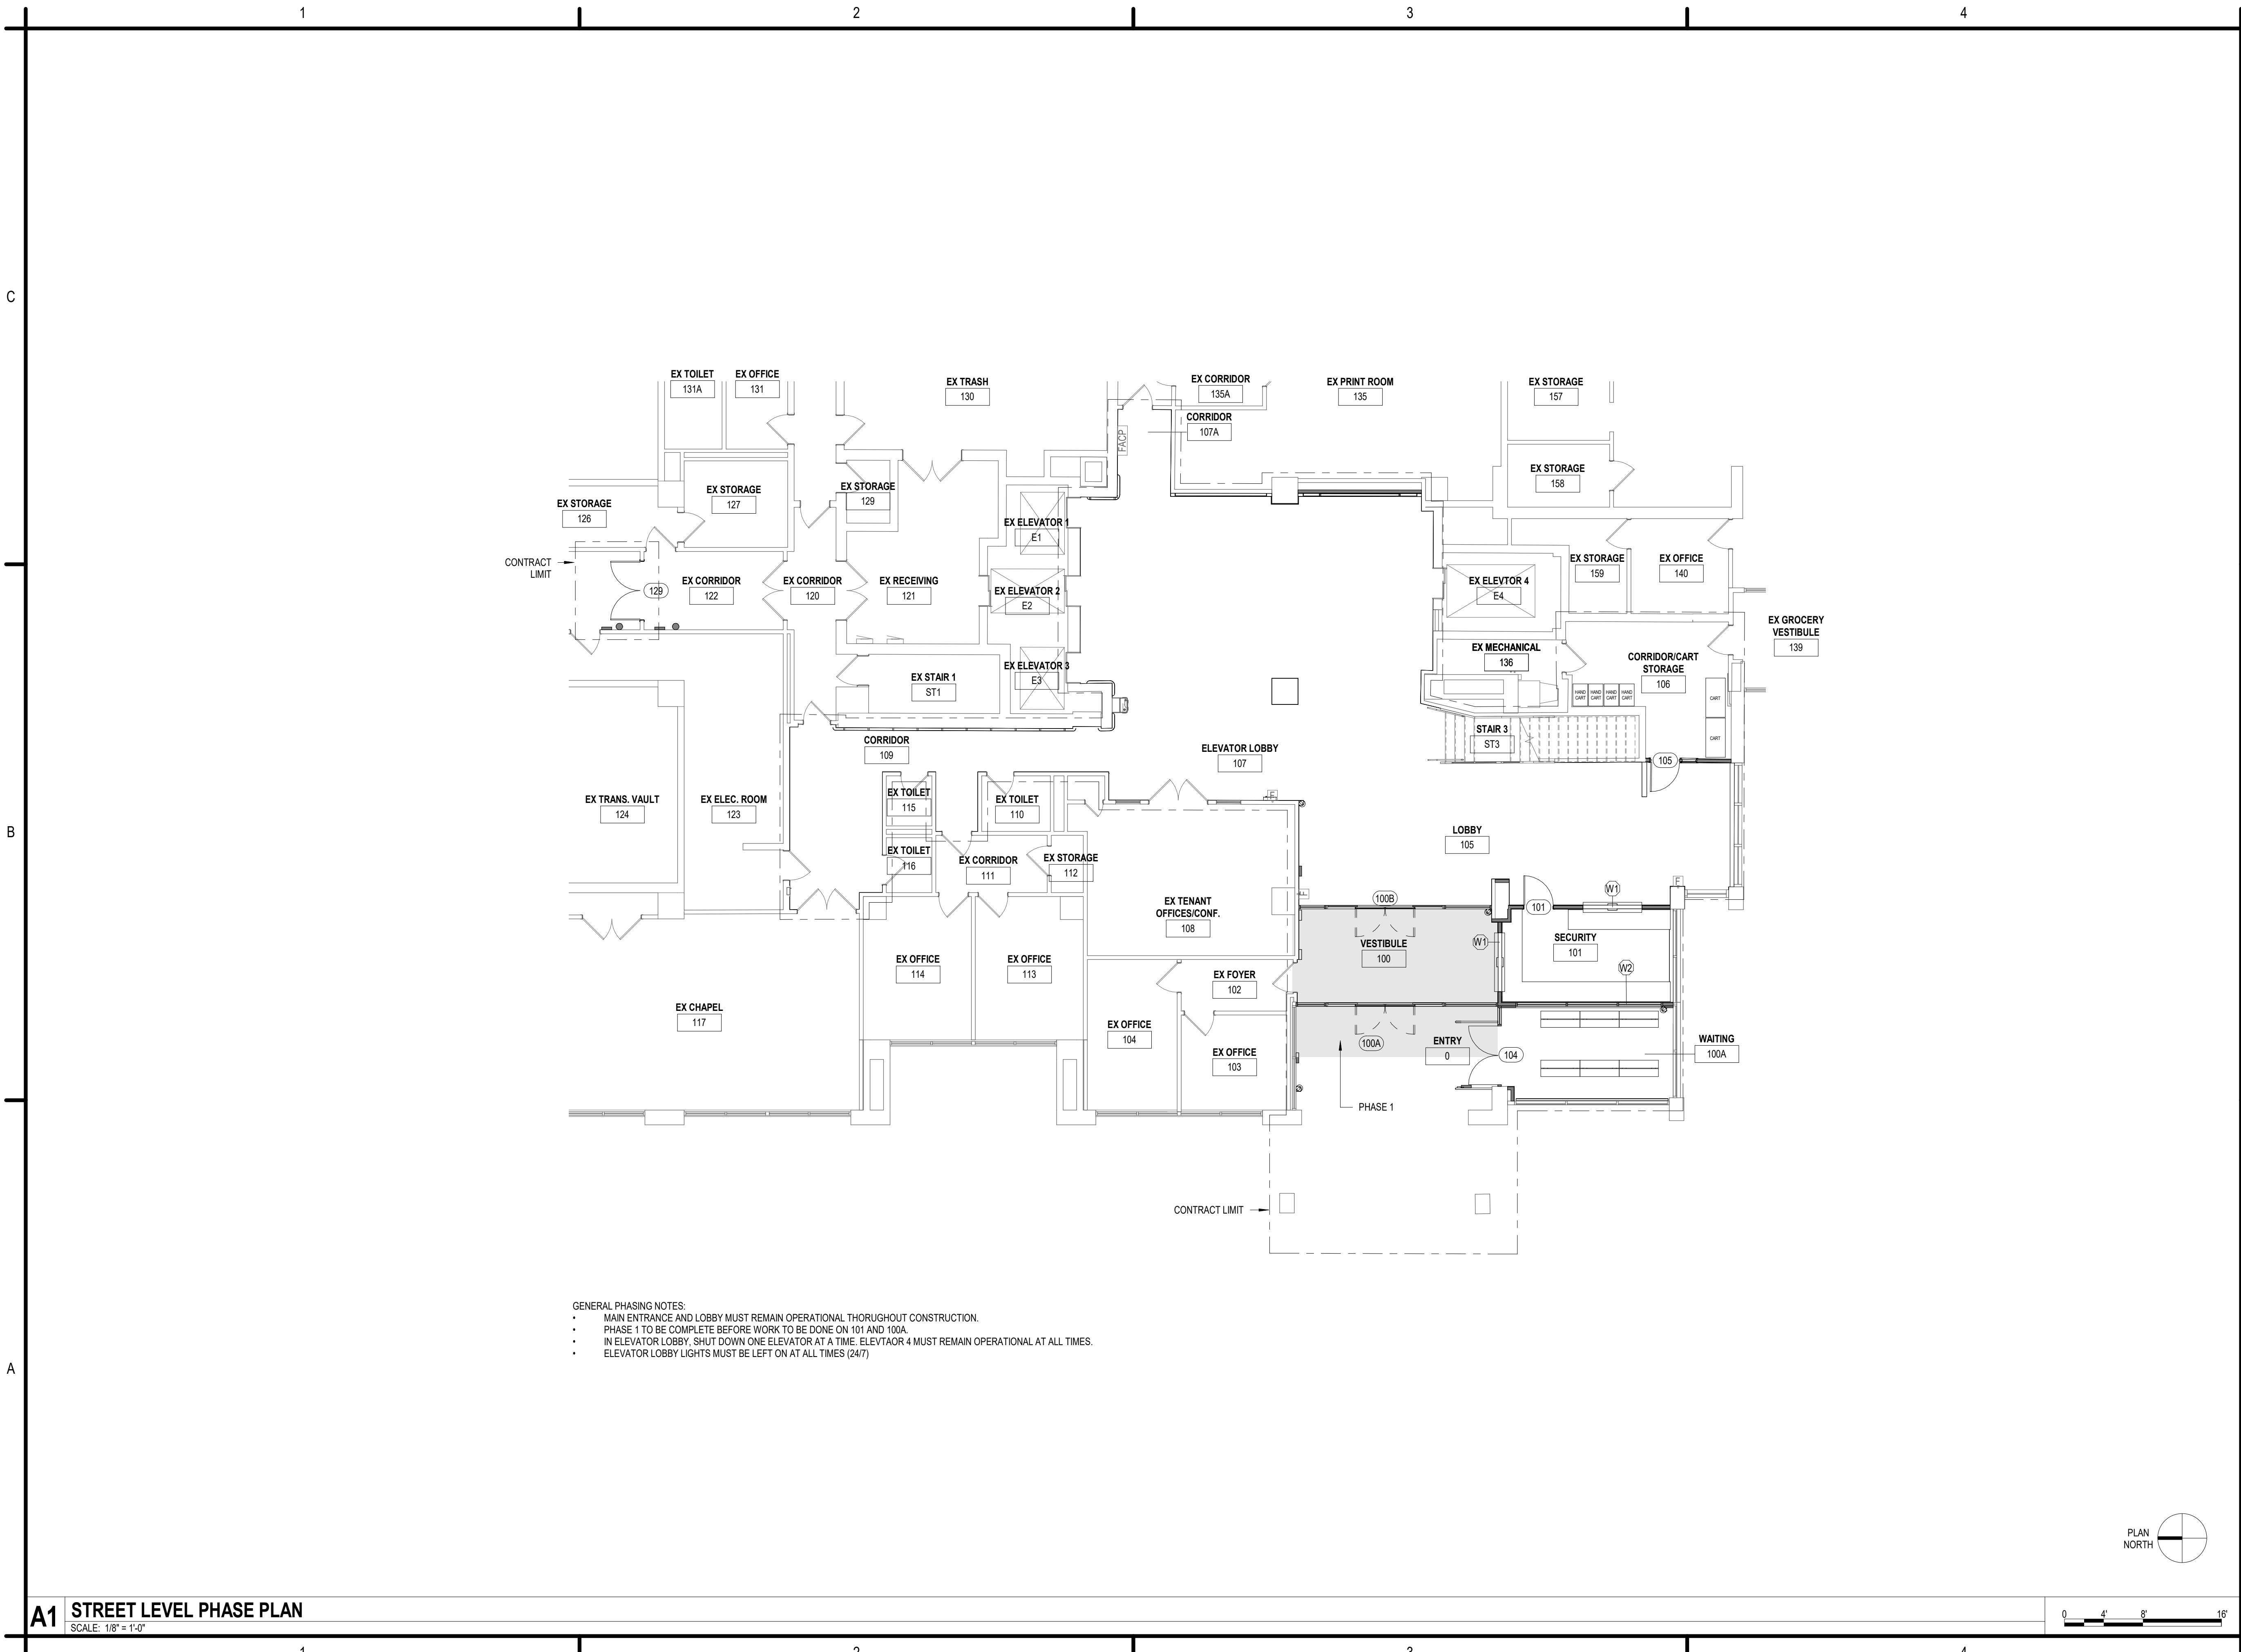 1
2
3
4
C
B
A
EX TOILET
131A
EX OFFICE
131
EX TRASH
130
EX CORRIDOR
135A
EX PRINT ROOM
135
EX STORAGE
157
CORRIDOR
107A
FACP
EX STORAGE
158
EX STORAGE
126
EX STORAGE
127
EX STORAGE
129
EX ELEVATOR 1
E1
CONTRACT
LIMIT
129
EX CORRIDOR
122
EX CORRIDOR
120
EX RECEIVING
121
EX ELEVATOR 2
E2
EX ELEVTOR 4
E4
EX STORAGE
159
EX OFFICE
140
EX GROCERY
VESTIBULE
139
EX STAIR 1
ST1
EX ELEVATOR 3
E3
EX MECHANICAL
136
CORRIDOR/CART
STORAGE
106
HAND
CART
HAND
CART
HAND
CART
HAND
CART
CART
CART
STAIR 3
ST3
CORRIDOR
109
ELEVATOR LOBBY
107
105
EX TRANS. VAULT
124
EX ELEC. ROOM
123
EX TOILET
115
EX TOILET
110
F
LOBBY
105
EX TOILET
116
EX CORRIDOR
111
EX STORAGE
112
EX TENANT
OFFICES/CONF.
108
F
100B
101
W1
F
VESTIBULE
100
W1
SECURITY
101
W2
EX OFFICE
114
EX OFFICE
113
EX FOYER
102
EX CHAPEL
117
EX OFFICE
104
EX OFFICE
103
100A
ENTRY
0
104
WAITING
100A
PHASE 1
CONTRACT LIMIT
GENERAL PHASING NOTES:
• MAIN ENTRANCE AND LOBBY MUST REMAIN OPERATIONAL THORUGHOUT CONSTRUCTION.
• PHASE 1 TO BE COMPLETE BEFORE WORK TO BE DONE ON 101 AND 100A.
• IN ELEVATOR LOBBY, SHUT DOWN ONE ELEVATOR AT A TIME. ELEVTAOR 4 MUST REMAIN OPERATIONAL AT ALL TIMES.
• ELEVATOR LOBBY LIGHTS MUST BE LEFT ON AT ALL TIMES (24/7)
PLAN
NORTH
A1
STREET LEVEL PHASE PLAN
SCALE: 1/8" = 1'-0"
0 4' 8' 16'